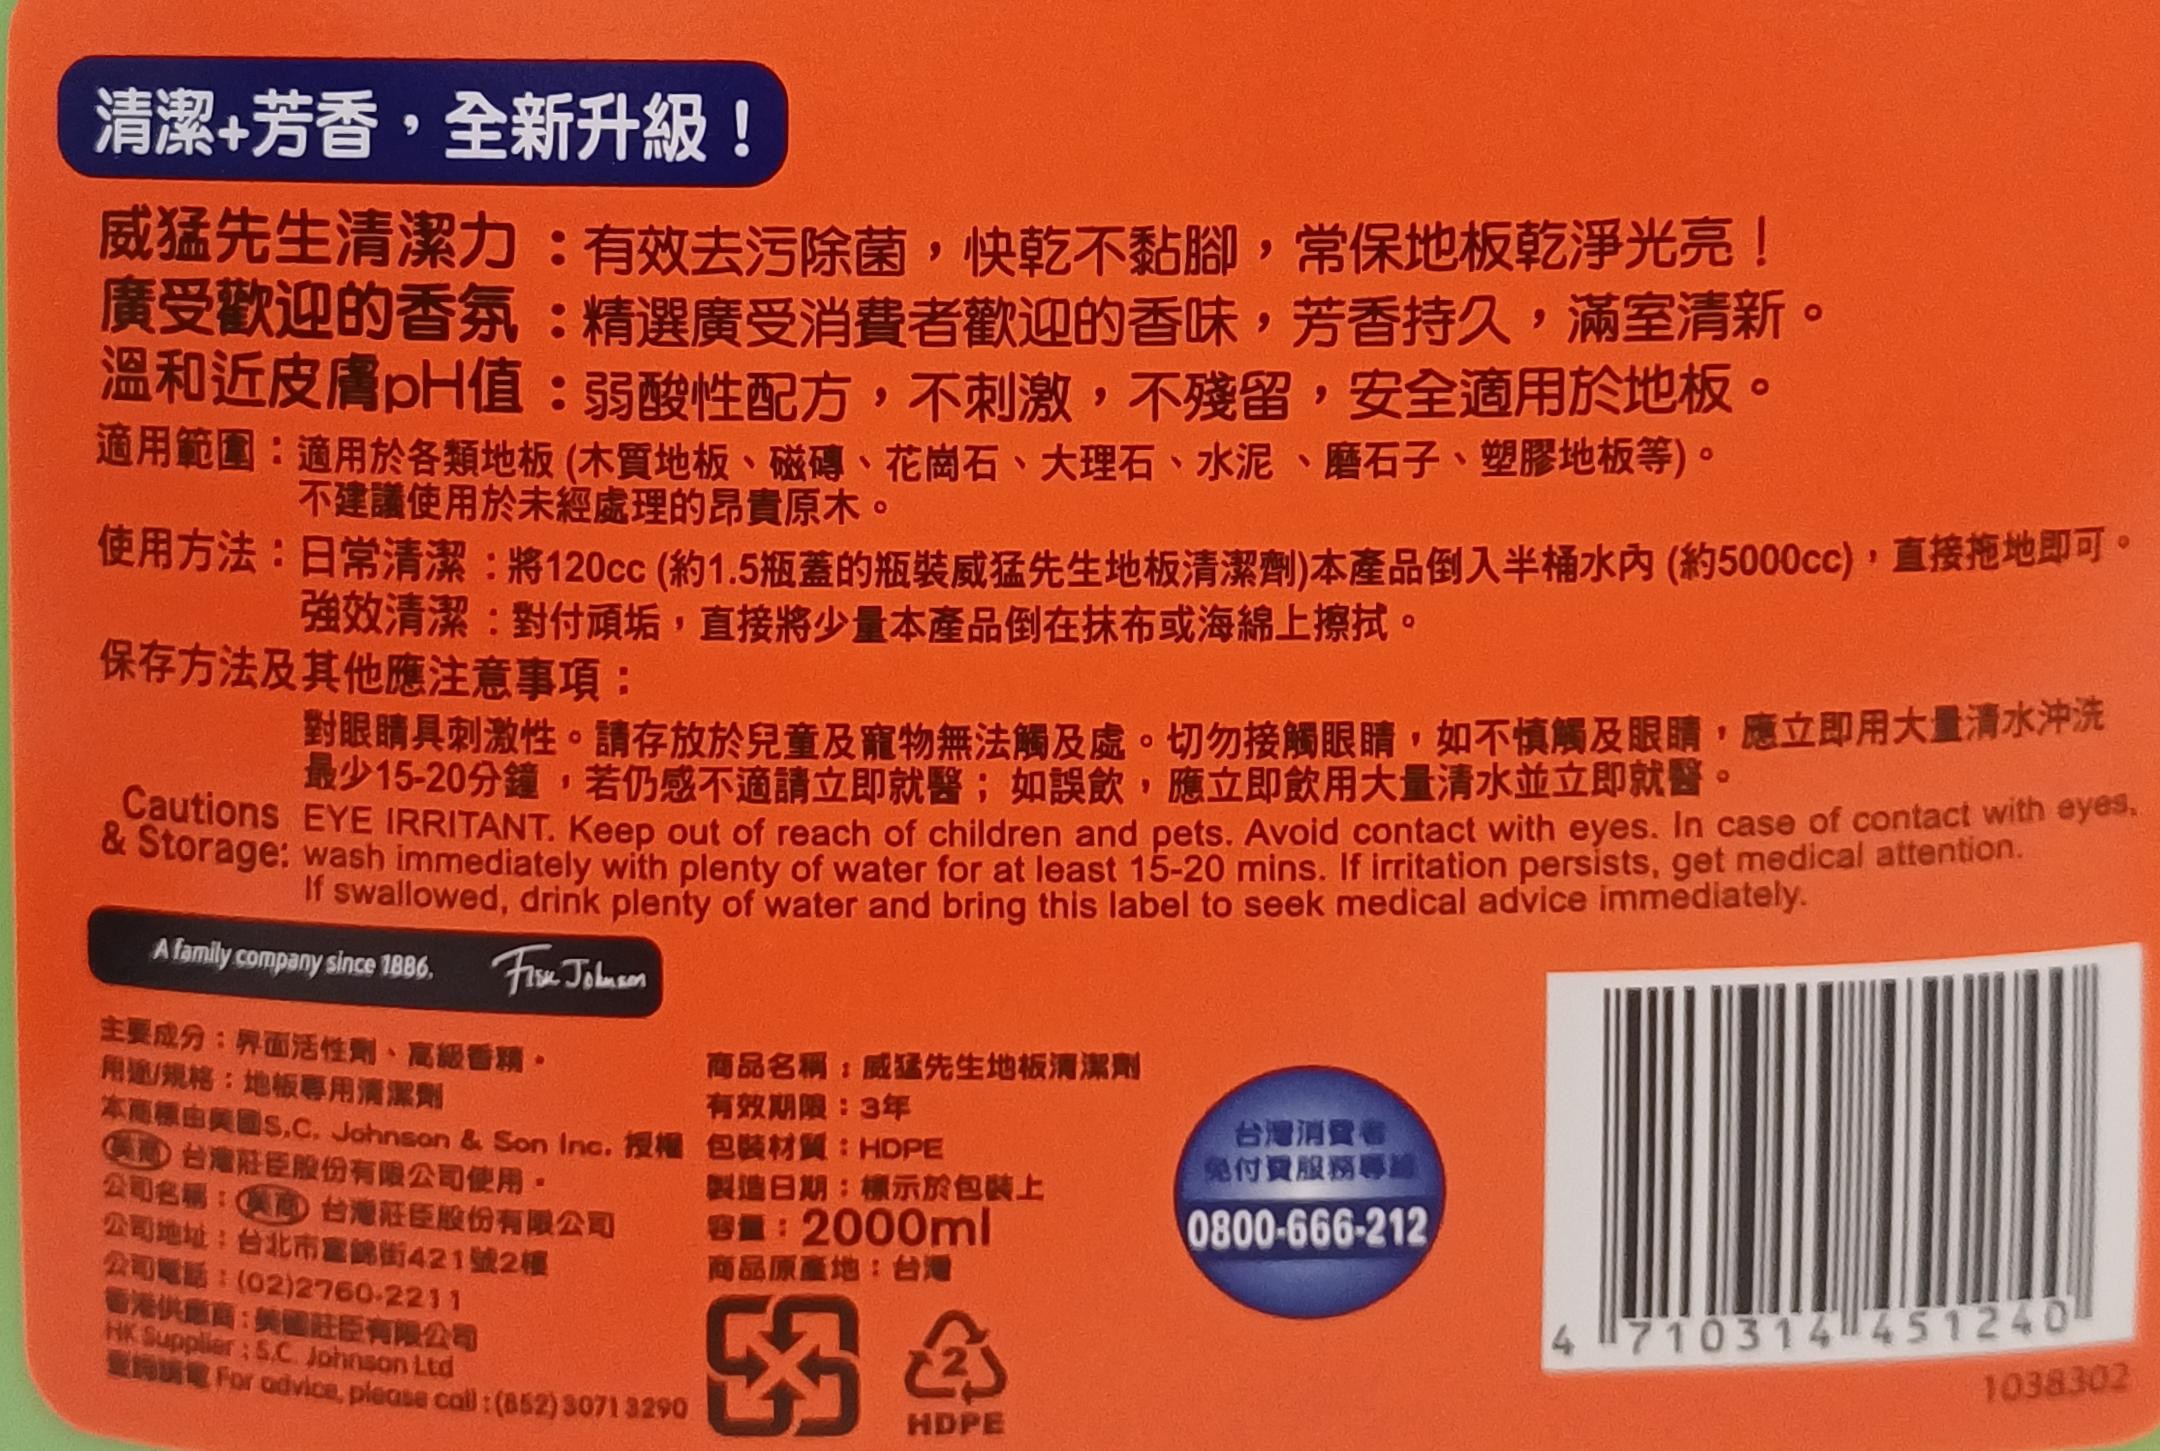 清潔+芳香，全新升級！
威猛先生清潔力：有效去污除菌，快乾不黏腳，常保地板乾淨光亮！
廣受歡迎的香氛：精選廣受消費者歡迎的香味，芳香持久，滿室清新。
溫和近皮膚pH值：弱酸性配方，不刺激，不殘留，安全適用於地板。
適用範圍：適用於各類地板 (木質地板、磁磚、花崗石、大理石、水泥、磨石子、塑膠地板等)。
不建議使用於未經處理的昂貴原木。
使用方法：日常清潔：將120cc (約1.5瓶蓋的瓶裝威猛先生地板清潔劑)本產品倒入半桶水內 (約5000cc)，直接拖地即可。
強效清潔：對付頑垢，直接將少量本產品倒在抹布或海綿上擦拭。
保存方法及其他應注意事項：
對眼睛具刺激性。請存放於兒童及寵物無法觸及處。切勿接觸眼睛，如不慎觸及眼睛，應立即用大量清水沖洗
最少15-20分鐘，若仍感不適請立即就醫；如誤飲，應立即飲用大量清水並立即就醫。
Cautions & Storage: EYE IRRITANT. Keep out of reach of children and pets. Avoid contact with eyes. In case of contact with eyes,
wash immediately with plenty of water for at least 15-20 mins. If irritation persists, get medical attention.
If swallowed, drink plenty of water and bring this label to seek medical advice immediately.
A family company since 1886. Fisk Johnson
主要成分：界面活性劑、高級香精。
用途/規格：地板專用清潔劑
本商標由美國S.C. Johnson & Son Inc. 授權
英商 台灣莊臣股份有限公司使用。
公司名稱：英商 台灣莊臣股份有限公司
公司地址：台北市富錦街421號2樓
公司電話：(02)2760-2211
香港供應商：美國莊臣有限公司
HK Supplier : S.C. Johnson Ltd
查詢請電 For advice, please call : (852) 3071 3290
商品名稱：威猛先生地板清潔劑
有效期限：3年
包裝材質：HDPE
製造日期：標示於包裝上
容量：2000ml
商品原產地：台灣
2
HDPE
台灣消費者
免付費服務專線
0800-666-212
4 710314 451240
1038302